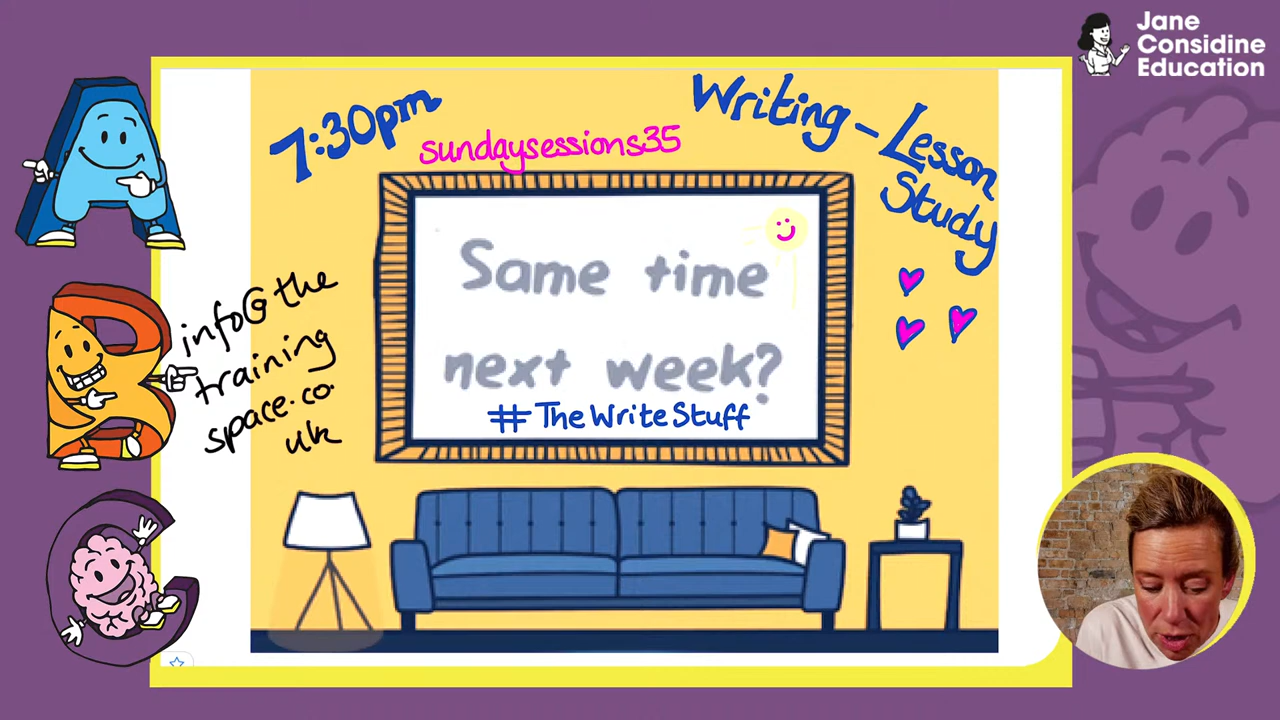 Jane
Considine
Education
7:30pm
sundaysessions35
Writing - Lesson
Study
Same time
next week?
#TheWriteStuff
info@the
training
space.co.
uk
A
B
C